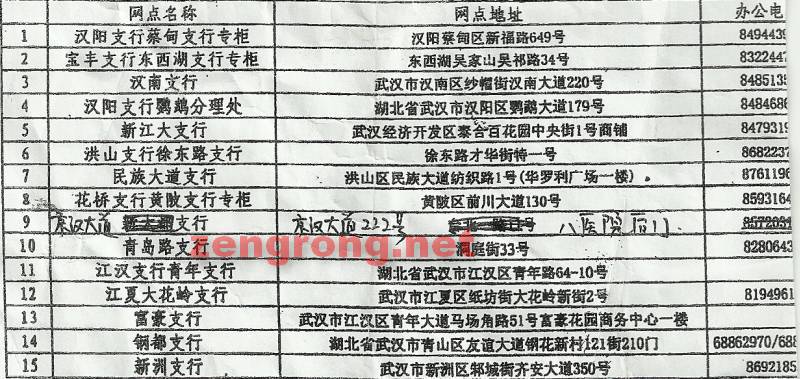 网点名称 网点地址 办公电
1 汉阳支行蔡甸支行专柜 汉阳蔡甸区新福路649号 8494439
2 宝丰支行东西湖支行专柜 东西湖吴家山吴祁路34号 8322447
3 汉南支行 武汉市汉南区纱帽街汉南大道220号 8485135
4 汉阳支行鹦鹉分理处 湖北省武汉市汉阳区鹦鹉大道179号 8484686
5 新江大支行 武汉经济开发区泰合百花园中央街1号商铺 8479319
6 洪山支行徐东路支行 徐东路才华街特一号 8682237
7 民族大道支行 洪山区民族大道纺织路1号(华罗利广场一楼)。 8761196
8 花桥支行黄陂支行专柜 黄陂区前川大道130号 8593164
9 京汉大道 支行 京汉大道222号 号 八医院
zengrong.net
10 青岛路支行 洞庭街33号 8280643
11 江汉支行青年支行 湖北省武汉市江汉区青年路64-10号
12 江夏大花岭支行 武汉市江夏区纸坊街大花岭新街2号 8194961
13 富豪支行 武汉市江汉区青年大道马场角路51号富豪花园商务中心一楼
14 钢都支行 湖北省武汉市青山区友谊大道钢花新村121街210门 68862970/688
15 新洲支行 武汉市新洲区邾城街齐安大道350号 8692185